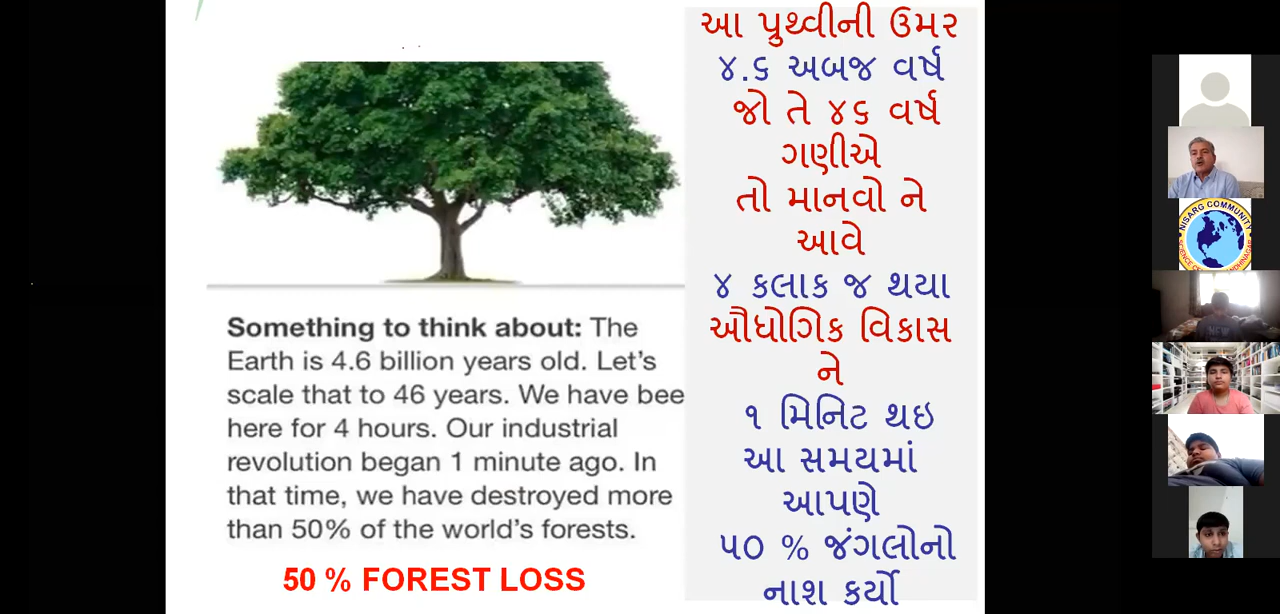 Something to think about: The
Earth is 4.6 billion years old. Let's
scale that to 46 years. We have bee
here for 4 hours. Our industrial
revolution began 1 minute ago. In
that time, we have destroyed more
than 50% of the world's forests.
50 % FOREST LOSS
આ પ્રુથ્વીની ઉમર
૪.૬ અબજ વર્ષ
જો તે ૪૬ વર્ષ
ગણીએ
તો માનવો ને
આવે
૪ કલાક જ થયા
ઔધોગિક વિકાસ
ને
૧ મિનિટ થઇ
આ સમયમાં
આપણે
૫૦ % જંગલોનો
નાશ કર્યો
NISARG COMMUNITY